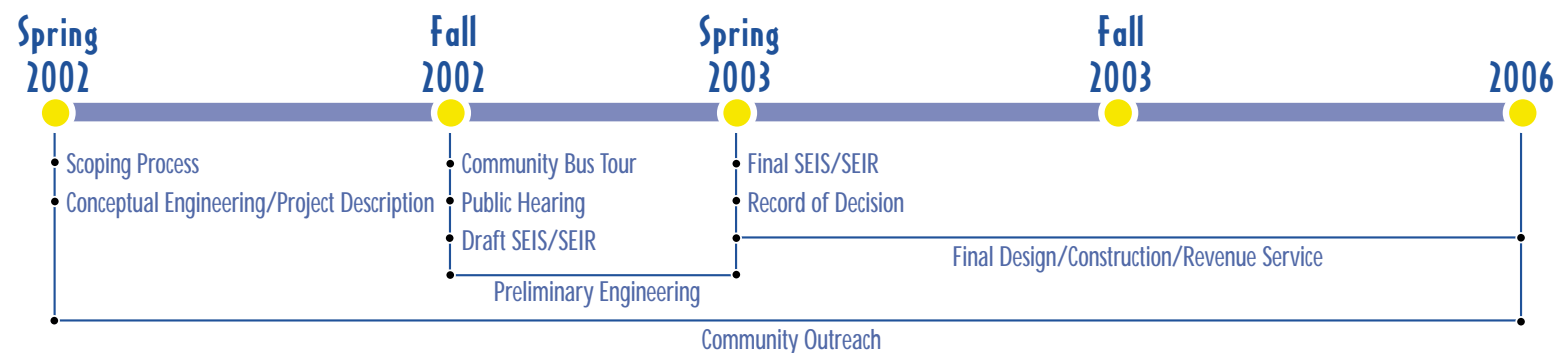 Spring
2002
Fall
2002
Spring
2003
Fall
2003
2006
Scoping Process
Conceptual Engineering/Project Description
Community Bus Tour
Public Hearing
Draft SEIS/SEIR
Final SEIS/SEIR
Record of Decision
Final Design/Construction/Revenue Service
Preliminary Engineering
Community Outreach